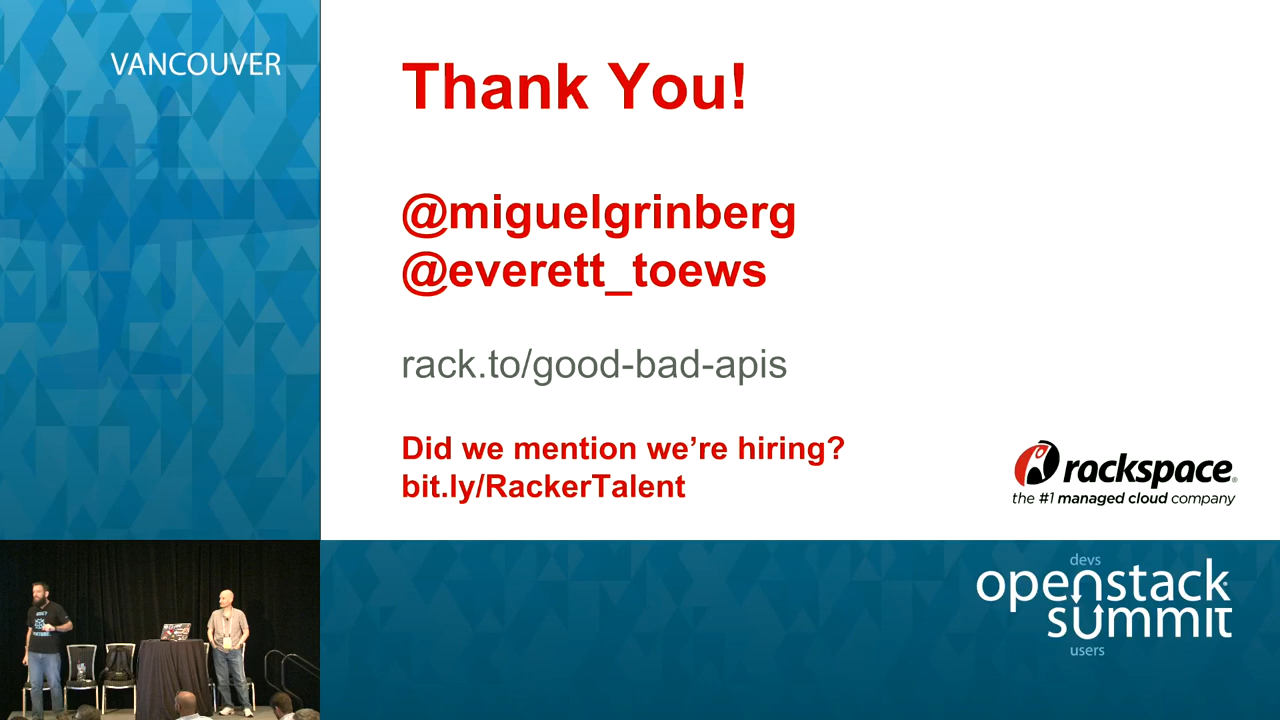 VANCOUVER
Thank You!
@miguelgrinberg
@everett_toews
rack.to/good-bad-apis
Did we mention we’re hiring?
bit.ly/RackerTalent
rackspace®
the #1 managed cloud company
devs
openstack
summit
users